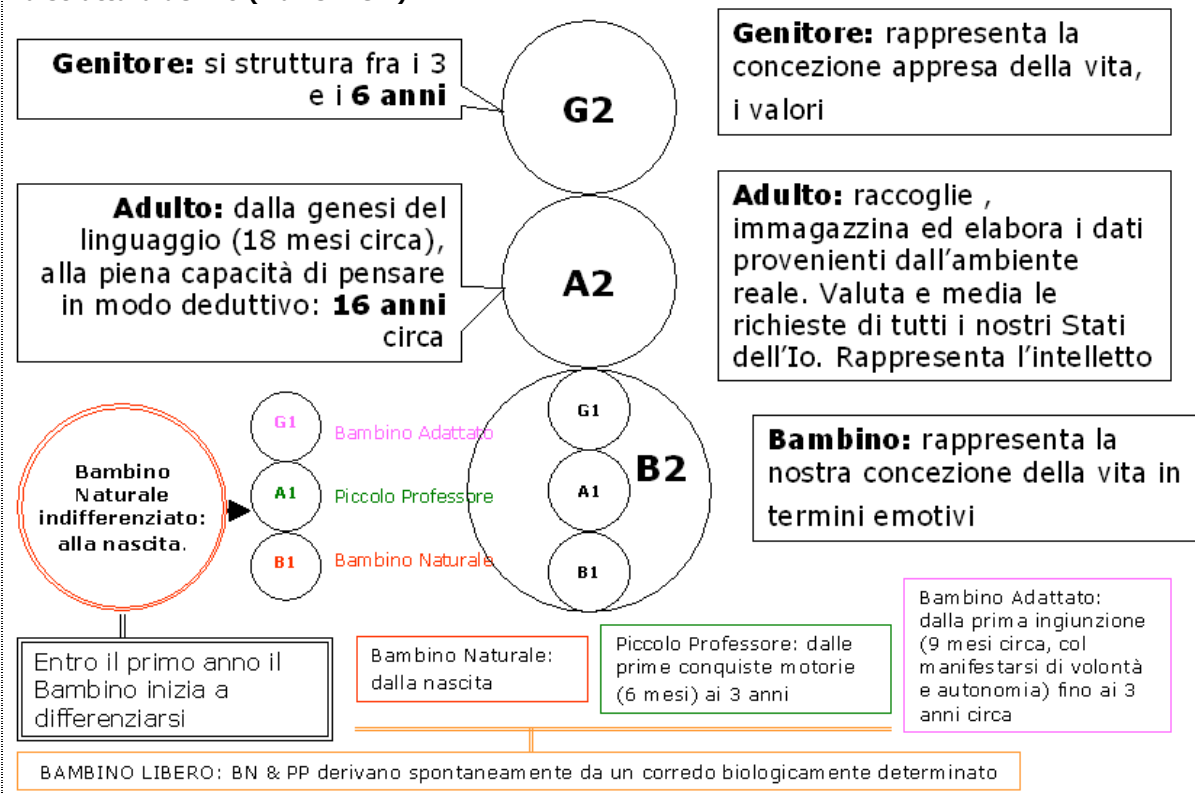 Genitore: si struttura fra i 3
e i 6 anni
G2
Genitore: rappresenta la
concezione appresa della vita,
i valori
Adulto: dalla genesi del
linguaggio (18 mesi circa),
alla piena capacità di pensare
in modo deduttivo: 16 anni
circa
A2
Adulto: raccoglie ,
immagazzina ed elabora i dati
provenienti dall'ambiente
reale. Valuta e media le
richieste di tutti i nostri Stati
dell'Io. Rappresenta l'intelletto
Bambino
Naturale
indifferenziato:
alla nascita.
G1
Bambino Adattato
A1
Piccolo Professore
B1
Bambino Naturale
G1
A1
B1
B2
Bambino: rappresenta la
nostra concezione della vita in
termini emotivi
Entro il primo anno il
Bambino inizia a
differenziarsi
Bambino Naturale:
dalla nascita
Piccolo Professore: dalle
prime conquiste motorie
(6 mesi) ai 3 anni
Bambino Adattato:
dalla prima ingiunzione
(9 mesi circa, col
manifestarsi di volontà
e autonomia) fino ai 3
anni circa
BAMBINO LIBERO: BN & PP derivano spontaneamente da un corredo biologicamente determinato